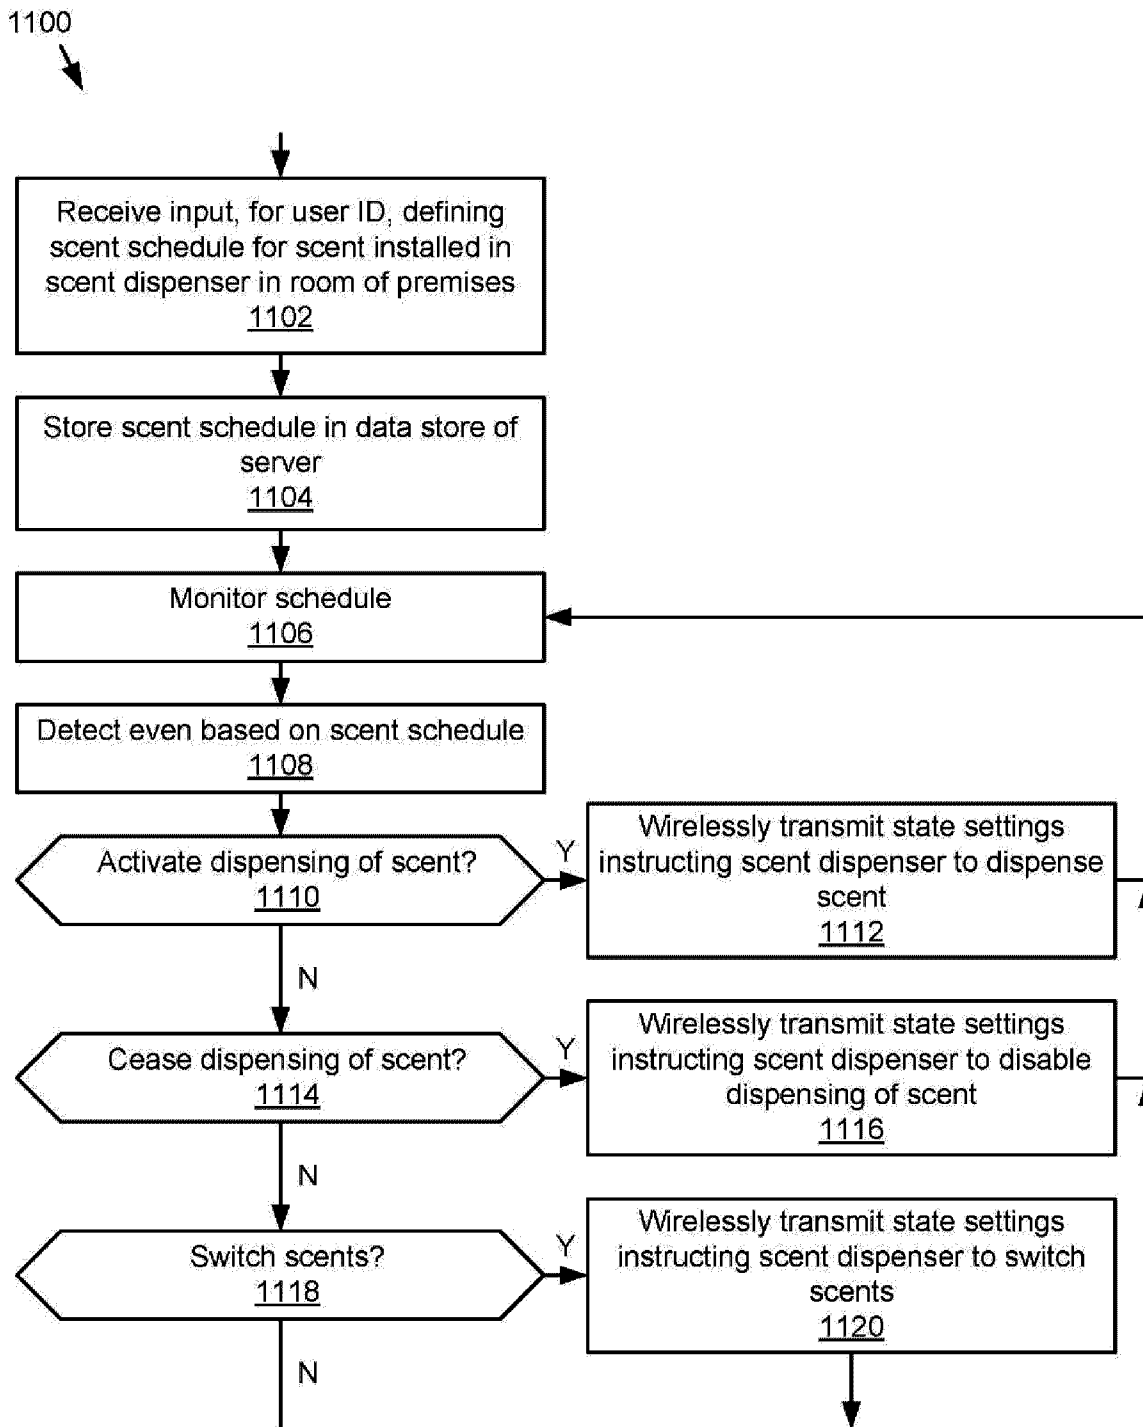 1100
Receive input, for user ID, defining
scent schedule for scent installed in
scent dispenser in room of premises
1102
Store scent schedule in data store of
server
1104
Monitor schedule
1106
Detect even based on scent schedule
1108
Activate dispensing of scent?
1110
Y
Wirelessly transmit state settings
instructing scent dispenser to dispense
scent
1112
N
Cease dispensing of scent?
1114
Y
Wirelessly transmit state settings
instructing scent dispenser to disable
dispensing of scent
1116
N
Switch scents?
1118
Y
Wirelessly transmit state settings
instructing scent dispenser to switch
scents
1120
N